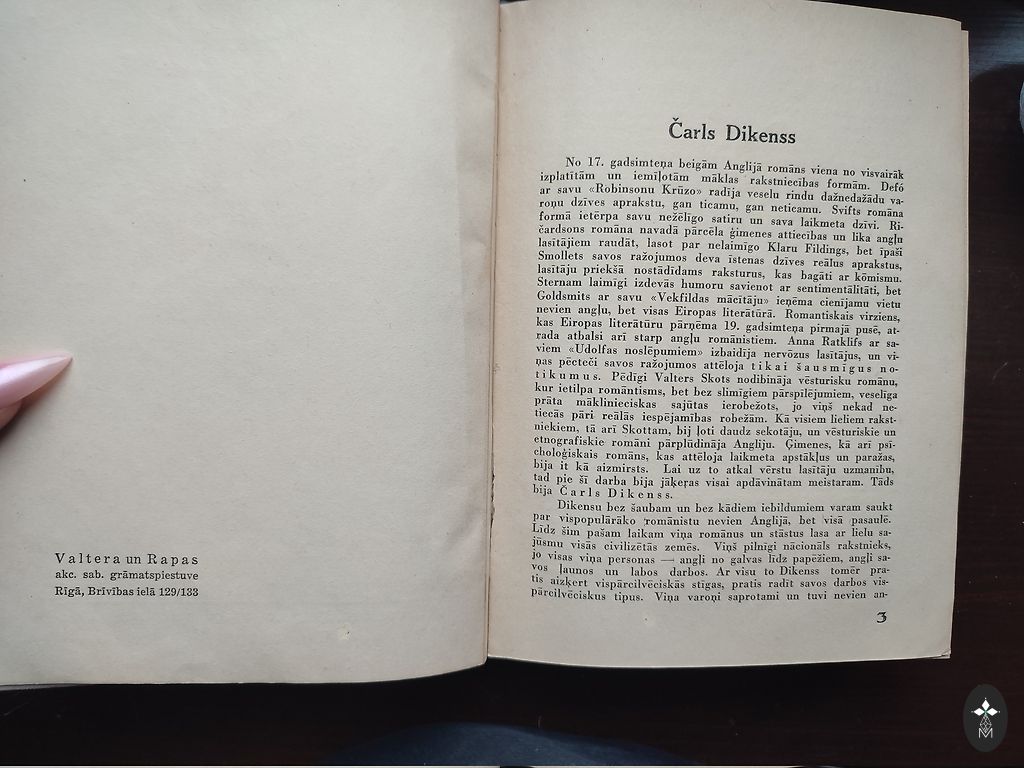 Valtera un Rapas
akc. sab. grāmatspiestuve
Rīgā, Brīvības ielā 129/133
Čarls Dikenss
No 17. gadsimteņa beigām Anglijā romāns viena no visvairāk
izplatītām un iemīļotām mākslas rakstniecības formām. Defó
ar savu «Robinsonu Krūzo» radīja veselu rindu dažnedažādu va-
roņu dzīves aprakstu, gan ticamu, gan neticamu. Svifts romāna
formā ietērpa savu nežēlīgo satiru un sava laikmeta dzīvi. Ri-
čardsons romāna navadā pārcēla ģimenes attiecības un lika angļu
lasītājiem raudāt, lasot par nelaimīgo Klaru Fildings, bet īpaši
Smollets savos ražojumos deva īstenas dzīves reālus aprakstus,
lasītāju priekšā nostādīdams raksturus, kas bagāti ar kōmismu.
Sternam laimīgi izdevās humoru savienot ar sentimentālitāti, bet
Goldsmits ar savu «Vekfildas mācītāju» ieņēma cienījamu vietu
nevien angļu, bet visas Eiropas literātūrā. Romantiskais virziens,
kas Eiropas literātūru pārņēma 19. gadsimteņa pirmajā pusē, at-
rada atbalsi arī starp angļu romānistiem. Anna Ratklifs ar sa-
viem «Udolfas noslēpumiem» izbaidīja nervōzus lasītājus, un vi-
ņas pēcteči savos ražojumos attēloja tikai šausmīgus no-
tikumus. Pēdīgi Valters Skots nodibināja vēsturisku romānu,
kur ietilpa romāntisms, bet bez slimīgiem pārspīlējumiem, veselīga
prāta māklinieciskas sajūtas ierobežots, jo viņš nekad ne-
tiecās pāri reālās iespējamības robežām. Kā visiem lieliem rakst-
niekiem, tā arī Skottam, bij ļoti daudz sekotāju, un vēsturiskie un
etnografiskie romāni pārplūdināja Angliju. Ģimenes, kā arī psi-
choloģiskais romāns, kas attēloja laikmeta apstākļus un paražas,
bija it kā aizmirsts. Lai uz to atkal vērstu lasītāju uzmanību,
tad pie šī darba bija jāķeŗas visai apdāvinātam meistaram. Tāds
bija Čarls Dikenss.
Dikensu bez šaubam un bez kādiem iebildumiem varam saukt
par vispopulārāko romānistu nevien Anglijā, bet visā pasaulē.
Līdz šim pašam laikam viņa romānus un stāstus lasa ar lielu sa-
jūsmu visās civilizētās zemēs. Viņš pilnīgi nācionāls rakstnieks,
jo visas viņa personas — angļi no galvas līdz papēžiem, angļi sa-
vos ļaunos un labos darbos. Ar visu to Dikenss tomēr pra-
tis aizķert vispārcilvēciskās stīgas, pratis radīt savos darbos vis-
pārcilvēciskus tipus. Viņa varoņi saprotami un tuvi nevien an-
3
M